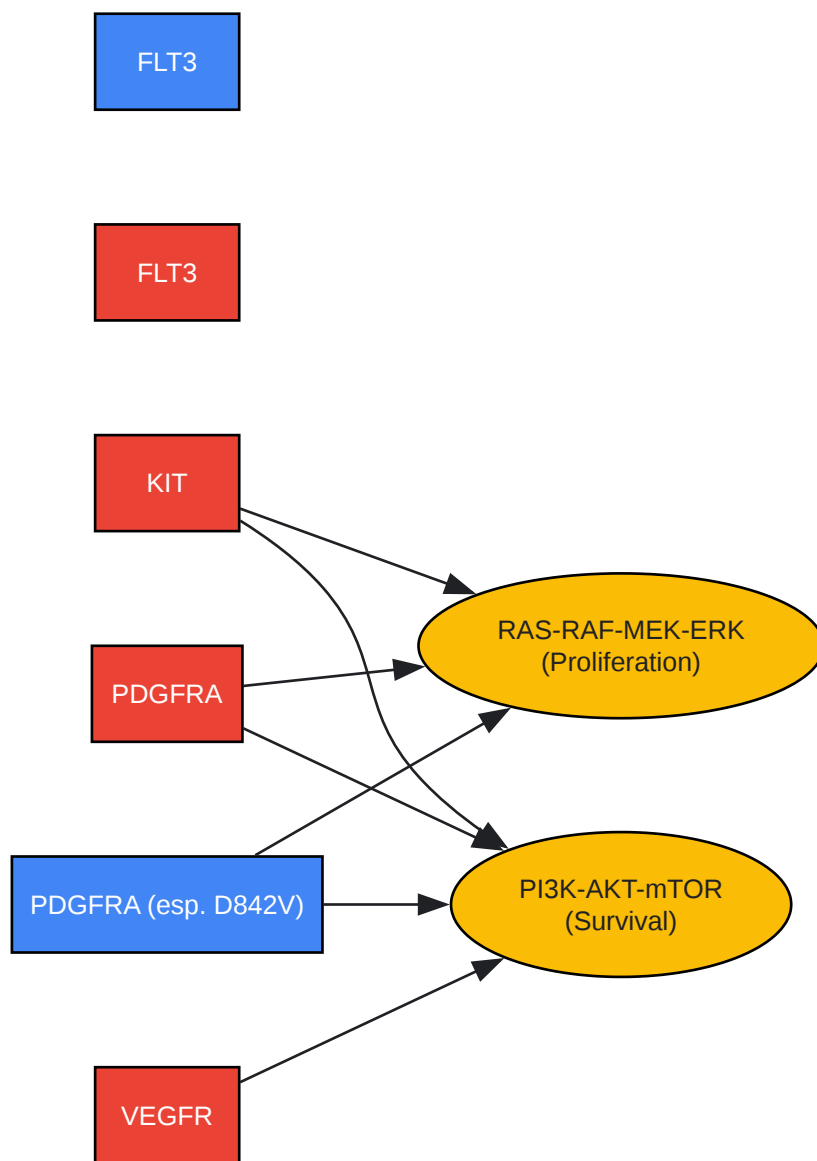 FLT3
FLT3
KIT
PDGFRA
RAS-RAF-MEK-ERK
(Proliferation)
PDGFRA (esp. D842V)
PI3K-AKT-mTOR
(Survival)
VEGFR